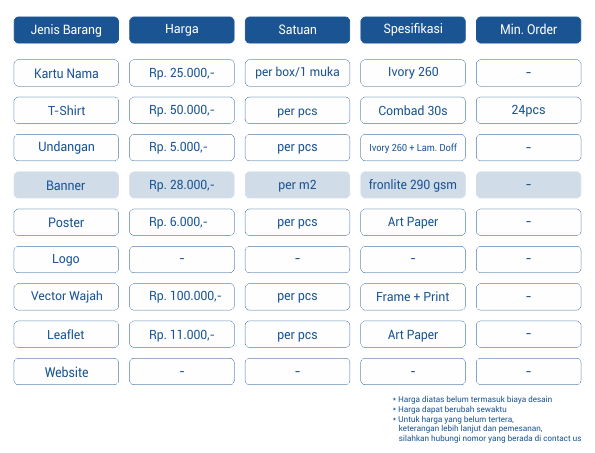 Jenis Barang Harga Satuan Spesifikasi Min. Order
Kartu Nama Rp. 25.000,- per box/1 muka Ivory 260 -
T-Shirt Rp. 50.000,- per pcs Combad 30s 24pcs
Undangan Rp. 5.000,- per pcs Ivory 260 + Lam. Doff -
Banner Rp. 28.000,- per m2 fronlite 290 gsm -
Poster Rp. 6.000,- per pcs Art Paper -
Logo - - - -
Vector Wajah Rp. 100.000,- per pcs Frame + Print -
Leaflet Rp. 11.000,- per pcs Art Paper -
Website - - - -
* Harga diatas belum termasuk biaya desain
* Harga dapat berubah sewaktu
* Untuk harga yang belum tertera,
keterangan lebih lanjut dan pemesanan,
silahkan hubungi nomor yang berada di contact us